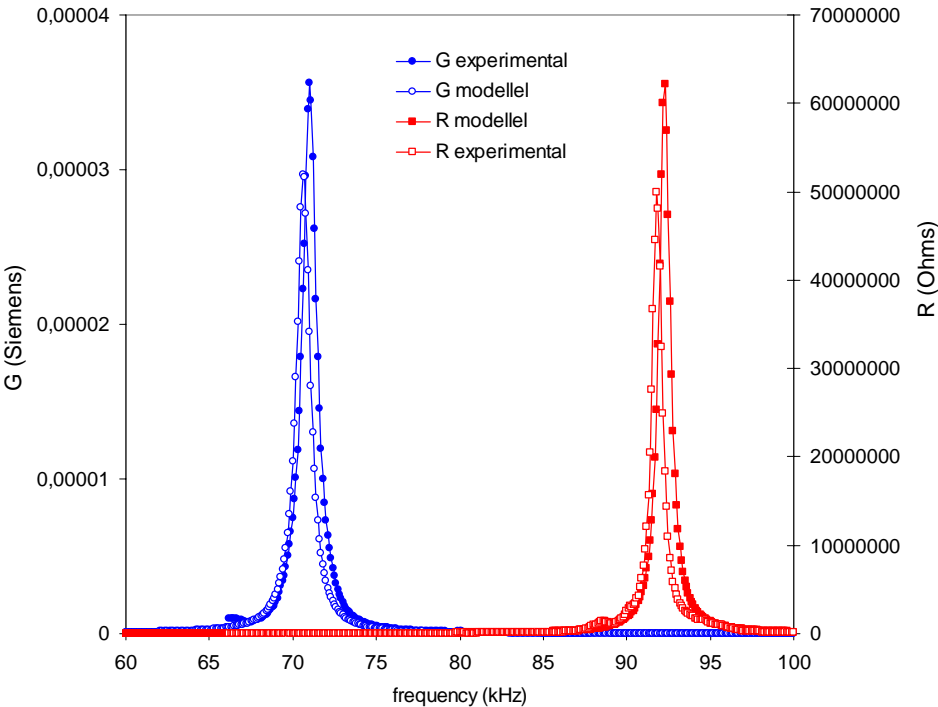 0,00004
0,00003
0,00002
0,00001
0
G (Siemens)
G experimental
G modellel
R modellel
R experimental
70000000
60000000
50000000
40000000
30000000
20000000
10000000
0
R (Ohms)
60 65 70 75 80 85 90 95 100
frequency (kHz)